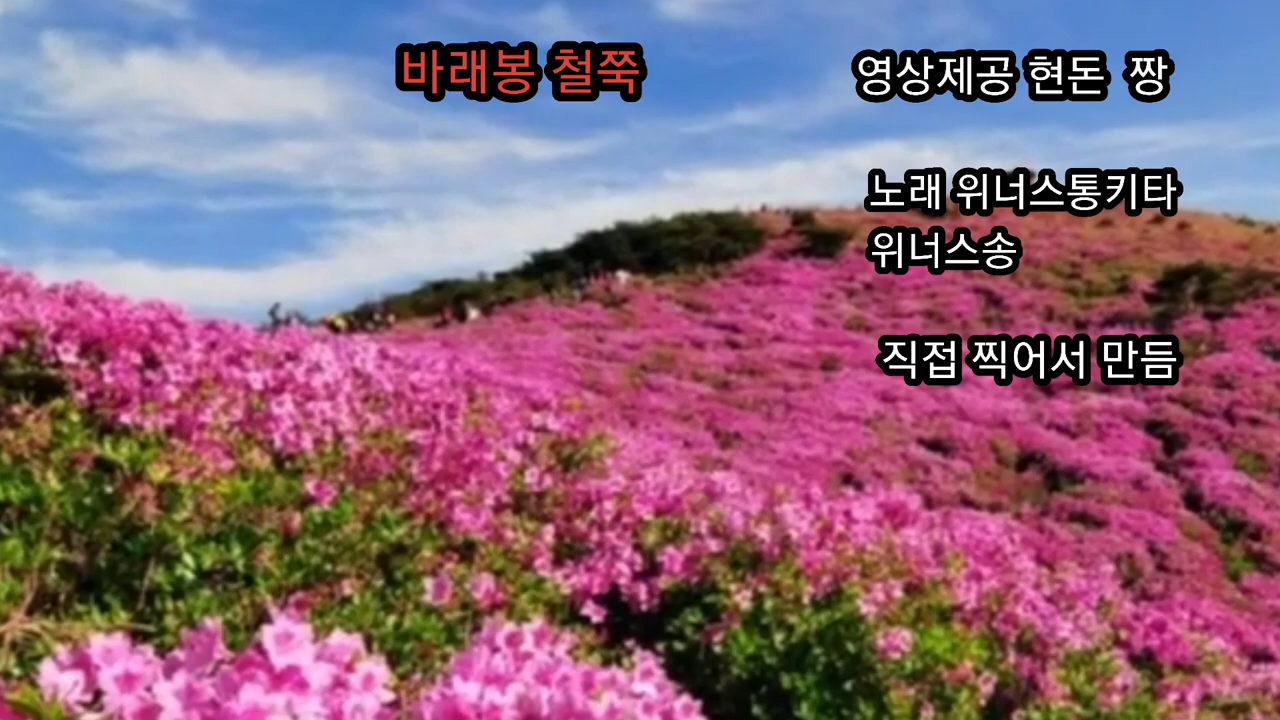 바래봉 철쭉
영상제공 현돈 짱
노래 위너스통키타
위너스송
직접 찍어서 만듬